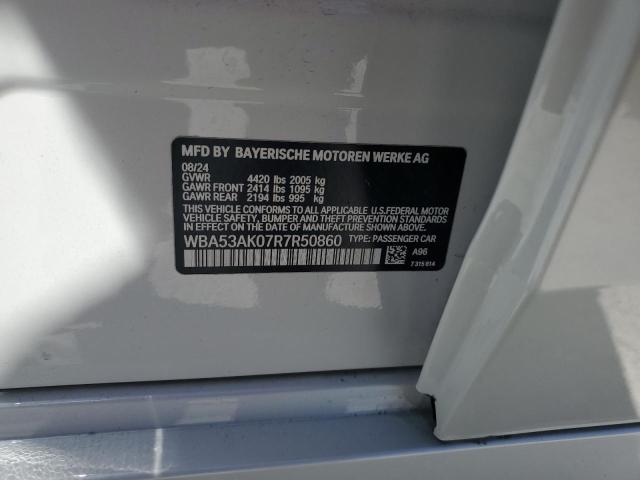 MFD BY BAYERISCHE MOTOREN WERKE AG
08/24
GVWR 4420 lbs 2005 kg
GAWR FRONT 2414 lbs 1095 kg
GAWR REAR 2194 lbs 995 kg
THIS VEHICLE CONFORMS TO ALL APPLICABLE U.S.FEDERAL MOTOR
VEHICLE SAFETY, BUMPER AND THEFT PREVENTION STANDARDS
IN EFFECT ON THE DATE OF MANUFACTURE SHOWN ABOVE.
WBA53AK07R7R50860 TYPE: PASSENGER CAR
A96
7 315 614